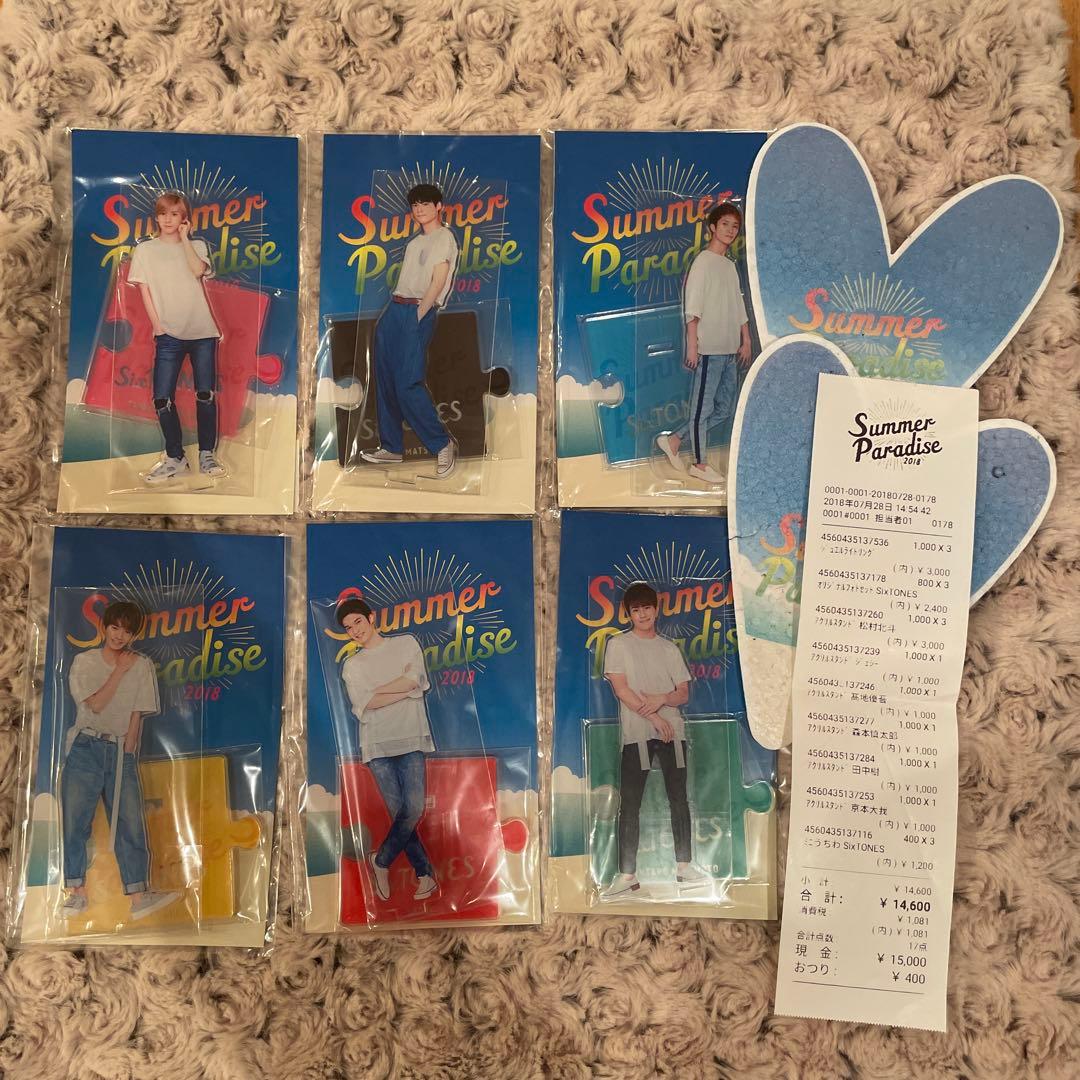 Summer
Paradise
2018
SixTONES
Summer
Paradise
2018
Summer
SixTONES
MATS
Summer
Paradise
SixTONES
Summer
Paradise
Summer
Paradise
2018
Summer
Paradise
2018
SixTONES
Summer
Paradise
2018
Summer
Paradise
2018
0001-0001-20180728-0178
2018年07月28日 14:54:42
0001#0001 担当者01 0178
4560435137536 1,000 X 3
ジュエルライトリング
(内) ¥ 3,000
4560435137178 800 X 3
オリジナルフォトセット SixTONES
(内) ¥ 2,400
4560435137260 1,000 X 3
アクリルスタンド 松村北斗
(内) ¥ 3,000
4560435137239 1,000 X 1
アクリルスタンド ジェシー
(内) ¥ 1,000
4560435137246 1,000 X 1
アクリルスタンド 髙地優吾
(内) ¥ 1,000
4560435137277 1,000 X 1
アクリルスタンド 森本慎太郎
(内) ¥ 1,000
4560435137284 1,000 X 1
アクリルスタンド 田中樹
(内) ¥ 1,000
4560435137253 1,000 X 1
アクリルスタンド 京本大我
(内) ¥ 1,000
4560435137116 400 X 3
ミニうちわ SixTONES
(内) ¥ 1,200
小 計: ¥ 14,600
合 計: ¥ 14,600
消費税: ¥ 1,081
(内) ¥ 1,081
合計点数 17点
現 金: ¥ 15,000
おつり: ¥ 400